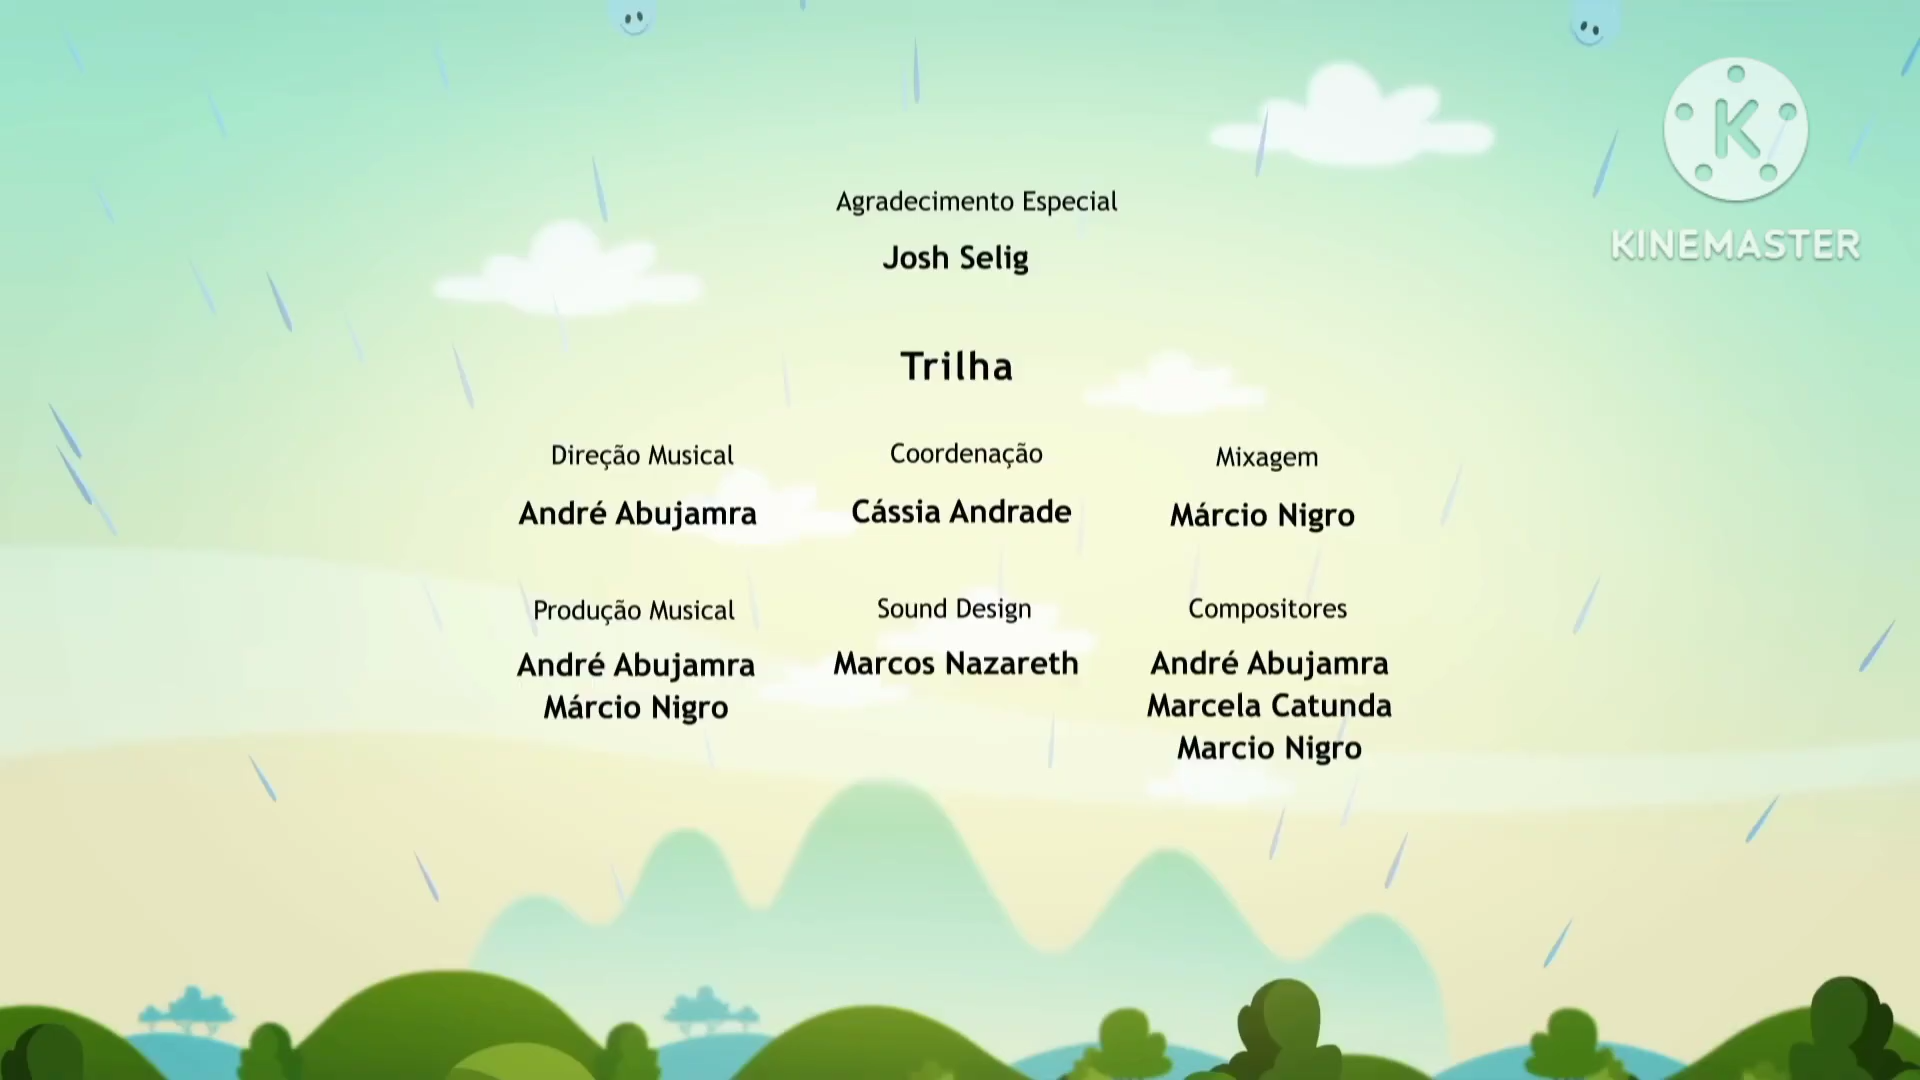 Agradecimento Especial
Josh Selig
Trilha
Direção Musical
André Abujamra
Coordenação
Cássia Andrade
Mixagem
Márcio Nigro
Produção Musical
André Abujamra
Márcio Nigro
Sound Design
Marcos Nazareth
Compositores
André Abujamra
Marcela Catunda
Marcio Nigro
K
KINEMASTER